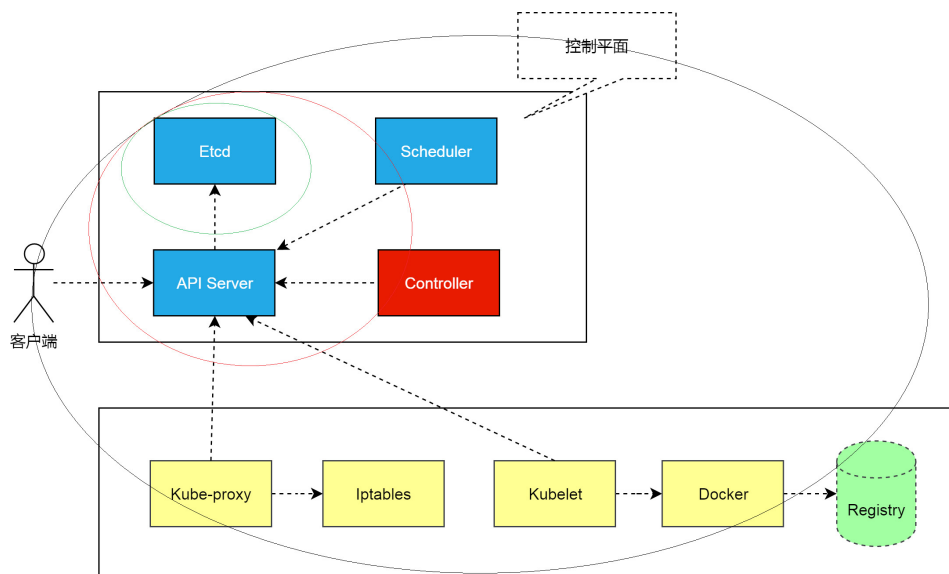 控制平面
Etcd
Scheduler
API Server
Controller
客户端
Kube-proxy
Iptables
Kubelet
Docker
Registry